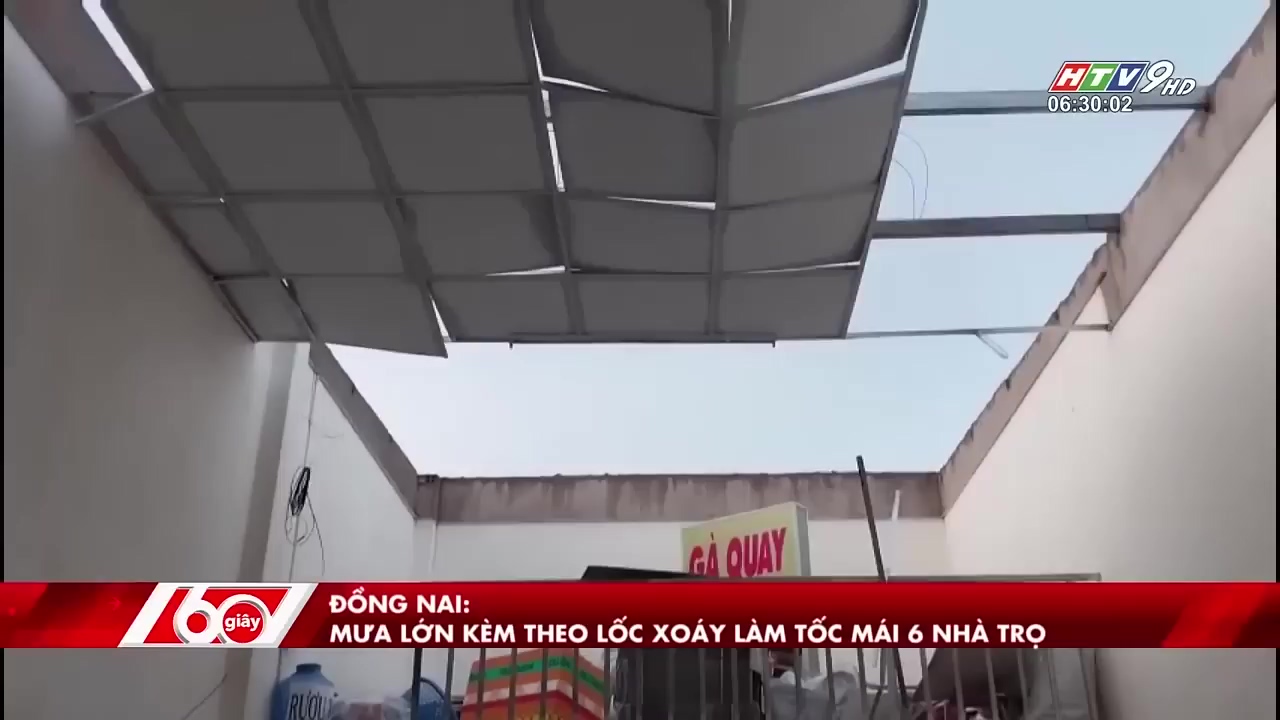 HTV9HD
06:30:02
GÀ QUAY
60 giây
ĐỒNG NAI:
MƯA LỚN KÈM THEO LỐC XOÁY LÀM TỐC MÁI 6 NHÀ TRỌ
RƯỢU